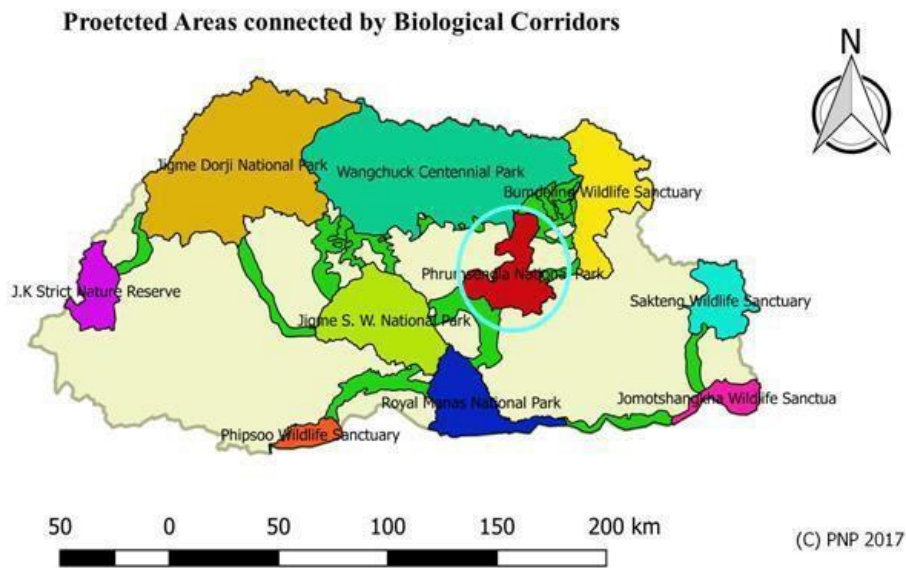 Proetcted Areas connected by Biological Corridors
N
Jigme Dorji National Park
Wangchuck Centennial Park
Bumdeling Wildlife Sanctuary
Phrumsengla National Park
J.K Strict Nature Reserve
Sakteng Wildlife Sanctuary
Jigme S. W. National Park
Royal Manas National Park
Jomotshangkha Wildlife Sanctua
Phipsoo Wildlife Sanctuary
50 0 50 100 150 200 km
(C) PNP 2017